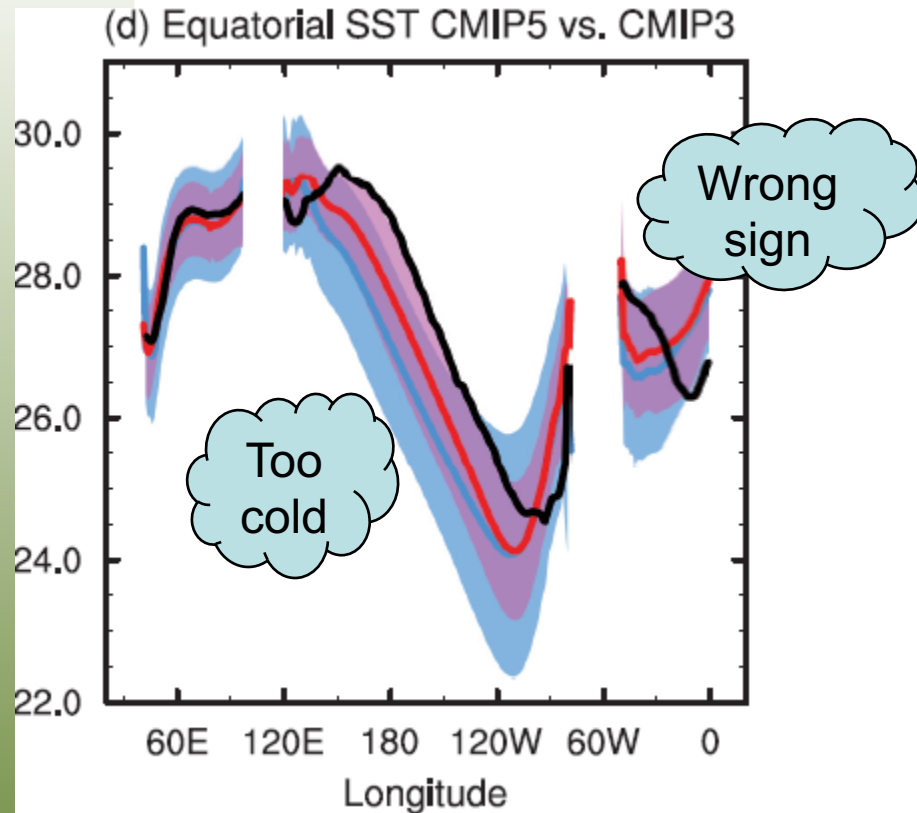 (d) Equatorial SST CMIP5 vs. CMIP3
30.0
28.0
26.0
24.0
22.0
Wrong
sign
Too
cold
60E 120E 180 120W 60W 0
Longitude